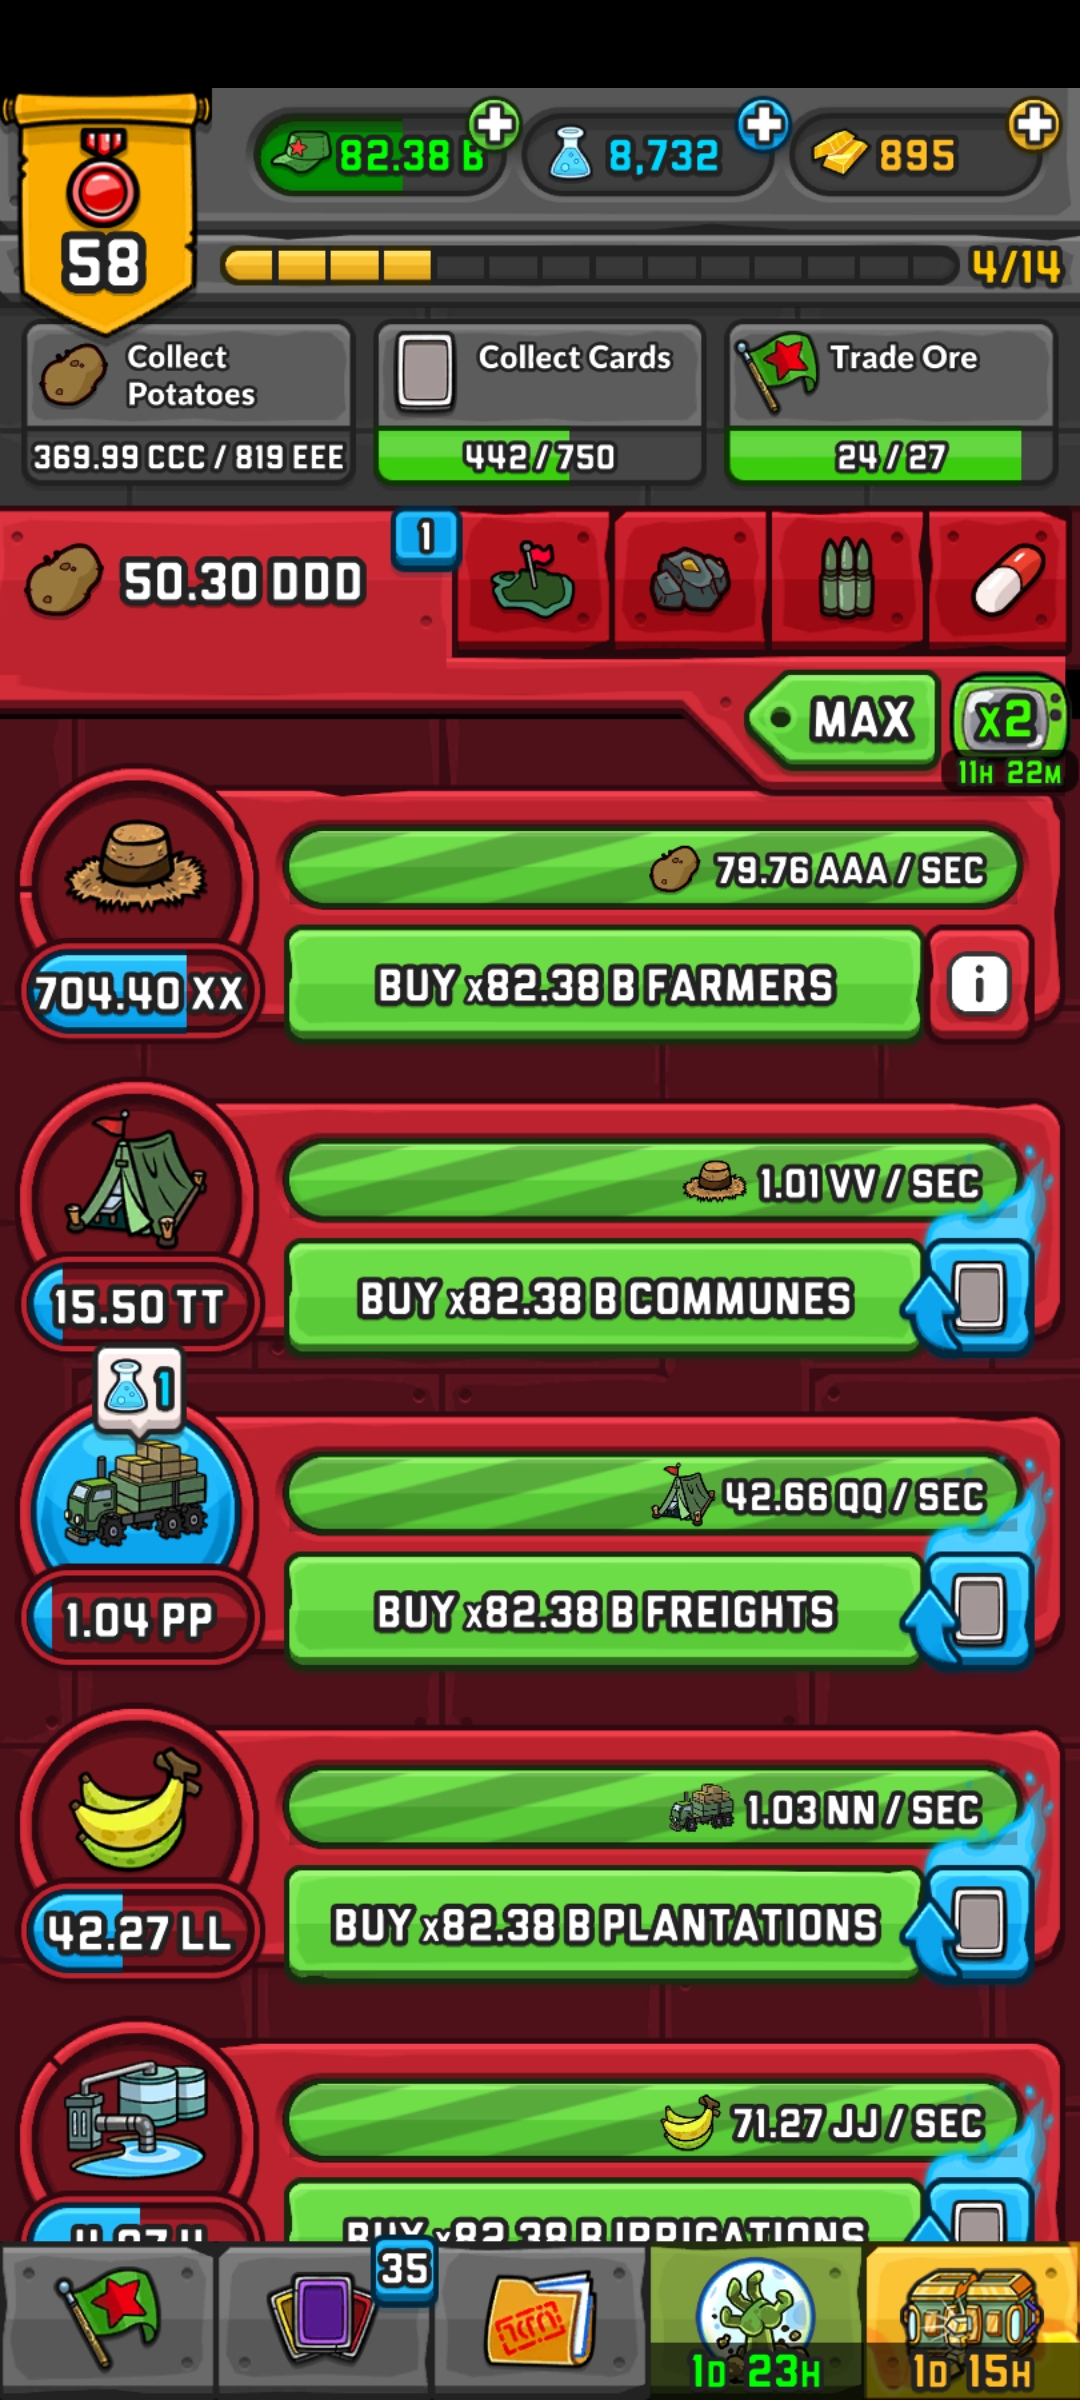 58
82.38 B
8,732
895
4/14
Collect
Potatoes
369.99 CCC / 819 EEE
Collect Cards
442/750
Trade Ore
24/27
50.30 DDD
1
MAX
x2
11H 22M
79.76 AAA / SEC
704.40 XX
BUY x82.38 B FARMERS
i
1.01 VV / SEC
15.50 TT
BUY x82.38 B COMMUNES
1
42.66 QQ / SEC
1.04 PP
BUY x82.38 B FREIGHTS
1.03 NN / SEC
42.27 LL
BUY x82.38 B PLANTATIONS
71.27 JJ / SEC
BUY x82.38 B IRRIGATIONS
35
1D 23H
1D 15H